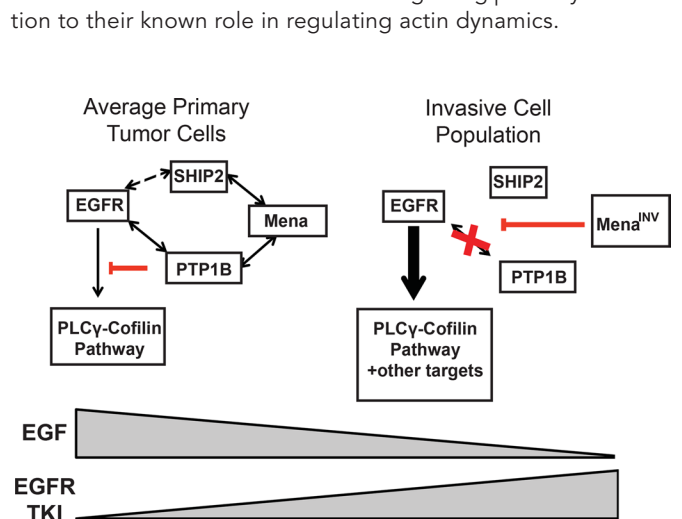 tion to their known role in regulating actin dynamics.
Average Primary
Tumor Cells
SHIP2
EGFR
Mena
PTP1B
PLCγ-Cofilin
Pathway
Invasive Cell
Population
SHIP2
EGFR
Mena^INV
PTP1B
PLCγ-Cofilin
Pathway
+other targets
EGF
EGFR
TKI